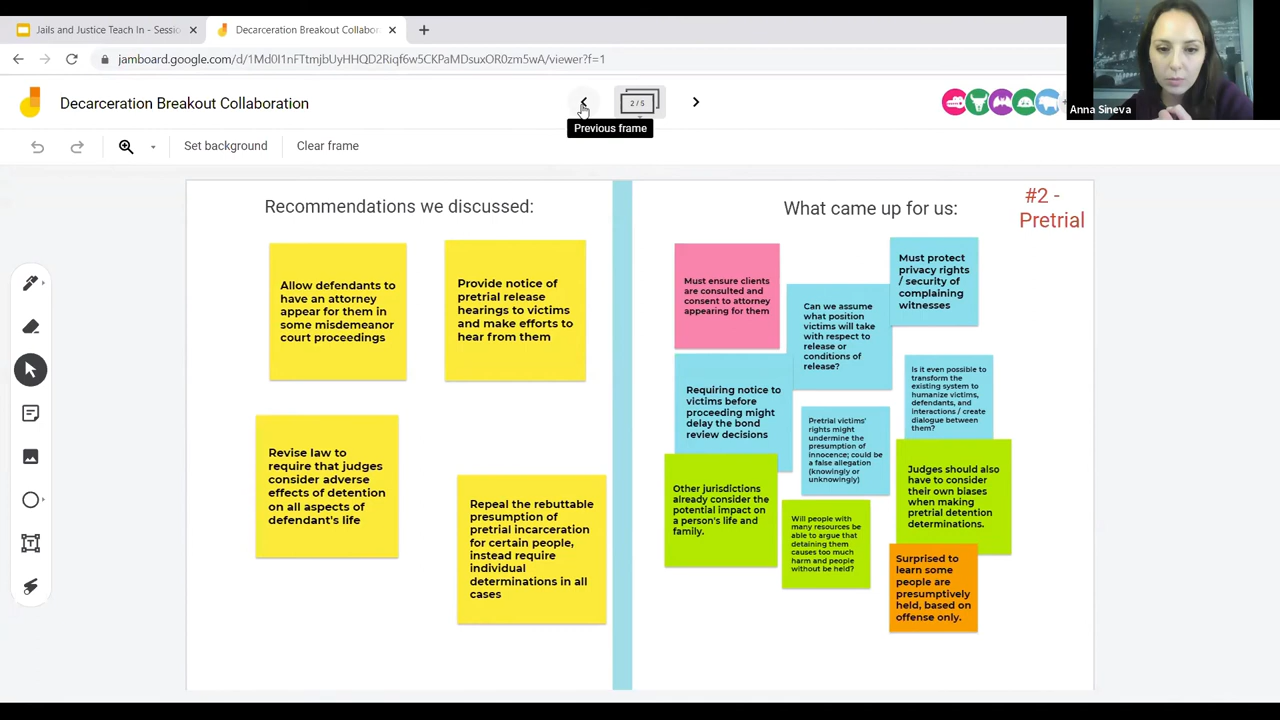 Jails and Justice Teach In - Sessio
Decarceration Breakout Collabor
jamboard.google.com/d/1Md0I1nFTtmjbUyHHQD2Riqf6w5CKPaMDsuxOR0zm5wA/viewer?f=1
Anna Sineva
Decarceration Breakout Collaboration
2 / 5
Previous frame
Set background
Clear frame
Recommendations we discussed:
Allow defendants to
have an attorney
appear for them in
some misdemeanor
court proceedings
Provide notice of
pretrial release
hearings to victims
and make efforts to
hear from them
Revise law to
require that judges
consider adverse
effects of detention
on all aspects of
defendant's life
Repeal the rebuttable
presumption of
pretrial incarceration
for certain people,
instead require
individual
determinations in all
cases
What came up for us:
#2 -
Pretrial
Must ensure clients
are consulted and
consent to attorney
appearing for them
Can we assume
what position
victims will take
with respect to
release or
conditions of
release?
Must protect
privacy rights
/ security of
complaining
witnesses
Requiring notice to
victims before
proceeding might
delay the bond
review decisions
Pretrial victims'
rights might
undermine the
presumption of
innocence; could be
a false allegation
(knowingly or
unknowingly)
Is it even possible to
transform the
existing system to
humanize victims,
defendants, and
interactions / create
dialogue between
them?
Other jurisdictions
already consider the
potential impact on
a person's life and
family.
Will people with
many resources be
able to argue that
detaining them
causes too much
harm and people
without be held?
Judges should also
have to consider
their own biases
when making
pretrial detention
determinations.
Surprised to
learn some
people are
presumptively
held, based on
offense only.